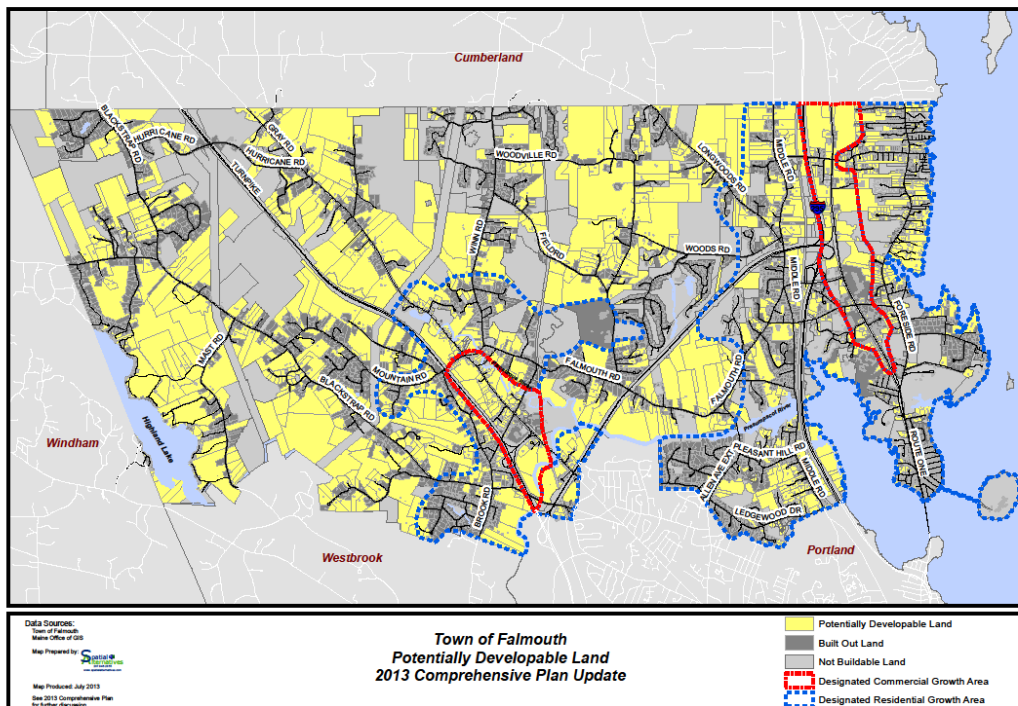 Cumberland
BLACKSTRAP RD
HURRICANE RD
GRAY RD
HURRICANE RD
TURNPIKE
WOODVILLE RD
LONGWOODS RD
MIDDLE RD
WINN RD
FIELDRD
WOODS RD
MIDDLE RD
FORESIDE RD
MAST RD
MOUNTAIN RD
FALMOUTH RD
FALMOUTH RD
BLACKSTRAP RD
Highland Lake
Windham
Presumpscot River
PLEASANT HILL RD
ALLEN AVE EXT
MIDDLE RD
ROUTE ONE
BROOK RD
LEDGEWOOD DR
Westbrook
Portland
Data Sources:
Town of Falmouth
Maine Office of GIS
Map Prepared by:
Spatial
Alternatives
Map Produced: July 2013
See 2013 Comprehensive Plan
for further discussion
Town of Falmouth
Potentially Developable Land
2013 Comprehensive Plan Update
Potentially Developable Land
Built Out Land
Not Buildable Land
Designated Commercial Growth Area
Designated Residential Growth Area